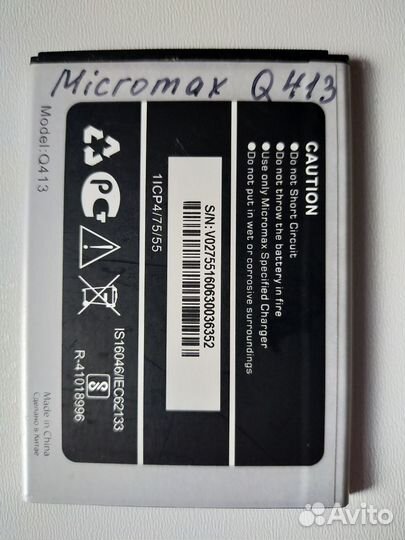 Micromax Q413
Model:Q413
1ICP4/75/55
IS16046/IEC62133
R-41018996
Made in China
Сделано в Китае
S/N:V02755160630036352
CAUTION
•Do not Short Circuit
•Do not throw the battery in fire
•Use only Micromax Specified Charger
•Do not put in wet or corrosive surroundings
Avito